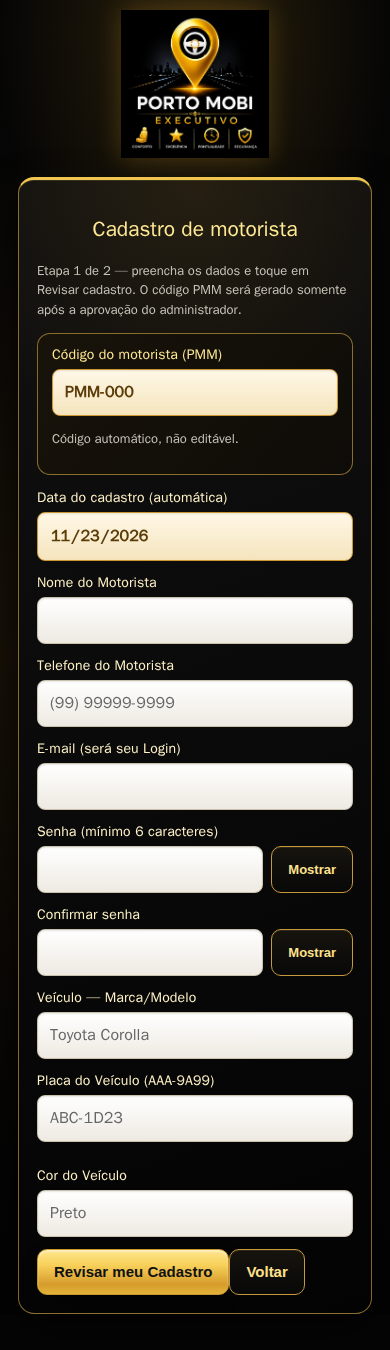 PORTO MOBI
EXECUTIVO
CONFORTO EXCELÊNCIA PONTUALIDADE SEGURANÇA
Cadastro de motorista
Etapa 1 de 2 — preencha os dados e toque em
Revisar cadastro. O código PMM será gerado somente
após a aprovação do administrador.
Código do motorista (PMM)
PMM-000
Código automático, não editável.
Data do cadastro (automática)
11/23/2026
Nome do Motorista
Telefone do Motorista
(99) 99999-9999
E-mail (será seu Login)
Senha (mínimo 6 caracteres)
Mostrar
Confirmar senha
Mostrar
Veículo — Marca/Modelo
Toyota Corolla
Placa do Veículo (AAA-9A99)
ABC-1D23
Cor do Veículo
Preto
Revisar meu Cadastro Voltar